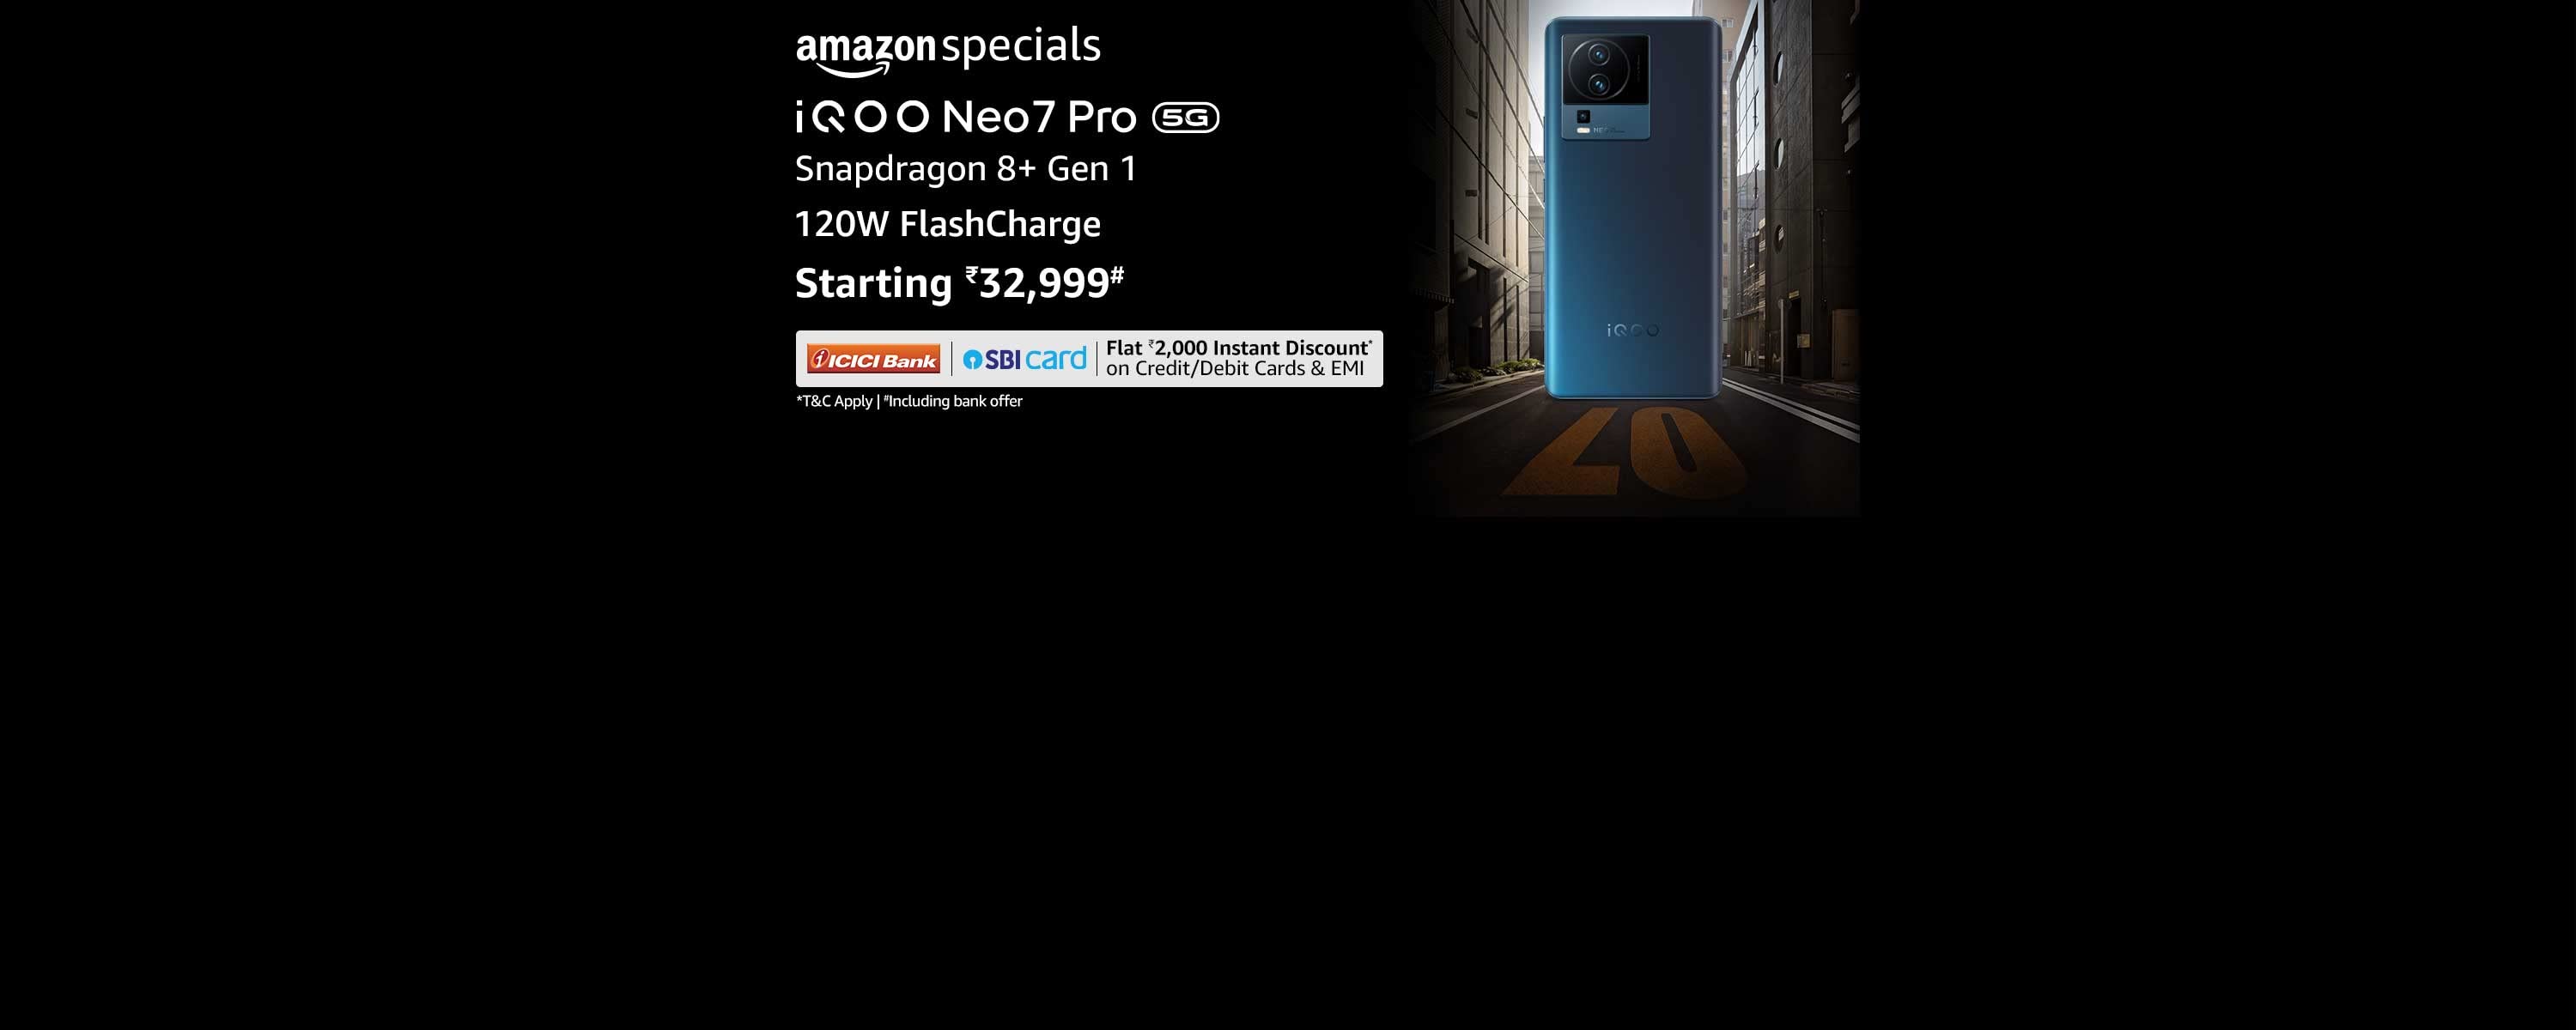 amazon specials
iQOO Neo7 Pro 5G
Snapdragon 8+ Gen 1
120W FlashCharge
Starting ₹32,999#
ICICI Bank | SBI card | Flat ₹2,000 Instant Discount*
on Credit/Debit Cards & EMI
*T&C Apply | #Including bank offer
iQOO
07